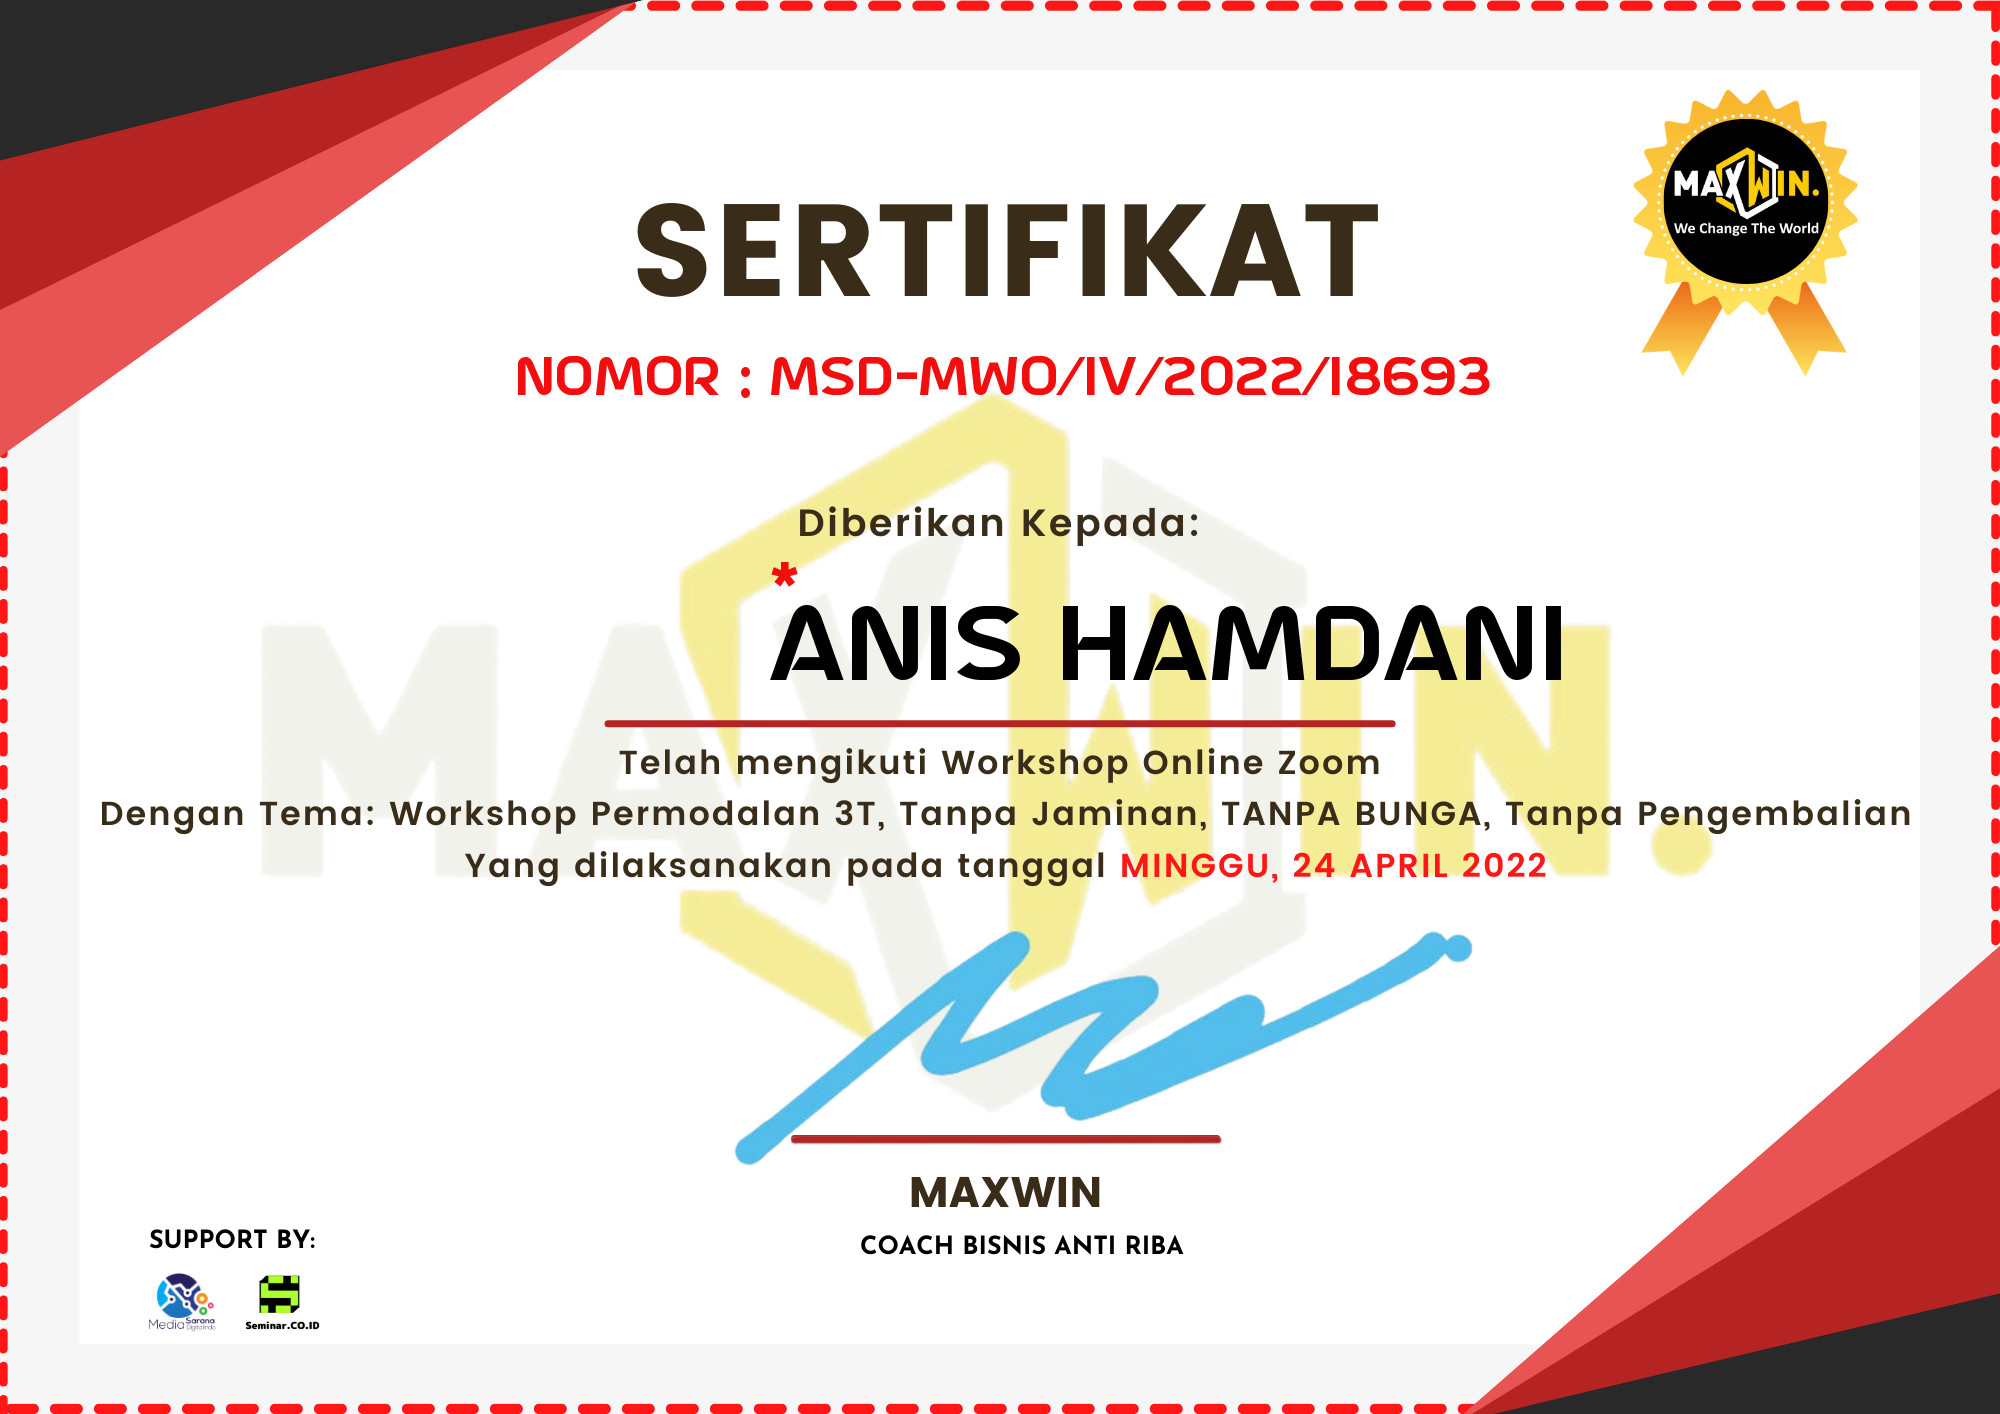 MAXWIN.
We Change The World
SERTIFIKAT
NOMOR : MSD-MWO/IV/2022/18693
Diberikan Kepada:
*
ANIS HAMDANI
MAXWIN.
Telah mengikuti Workshop Online Zoom
Dengan Tema: Workshop Permodalan 3T, Tanpa Jaminan, TANPA BUNGA, Tanpa Pengembalian
Yang dilaksanakan pada tanggal MINGGU, 24 APRIL 2022
MAXWIN
COACH BISNIS ANTI RIBA
SUPPORT BY:
Media Sarana
Digitalindo
Seminar.CO.ID